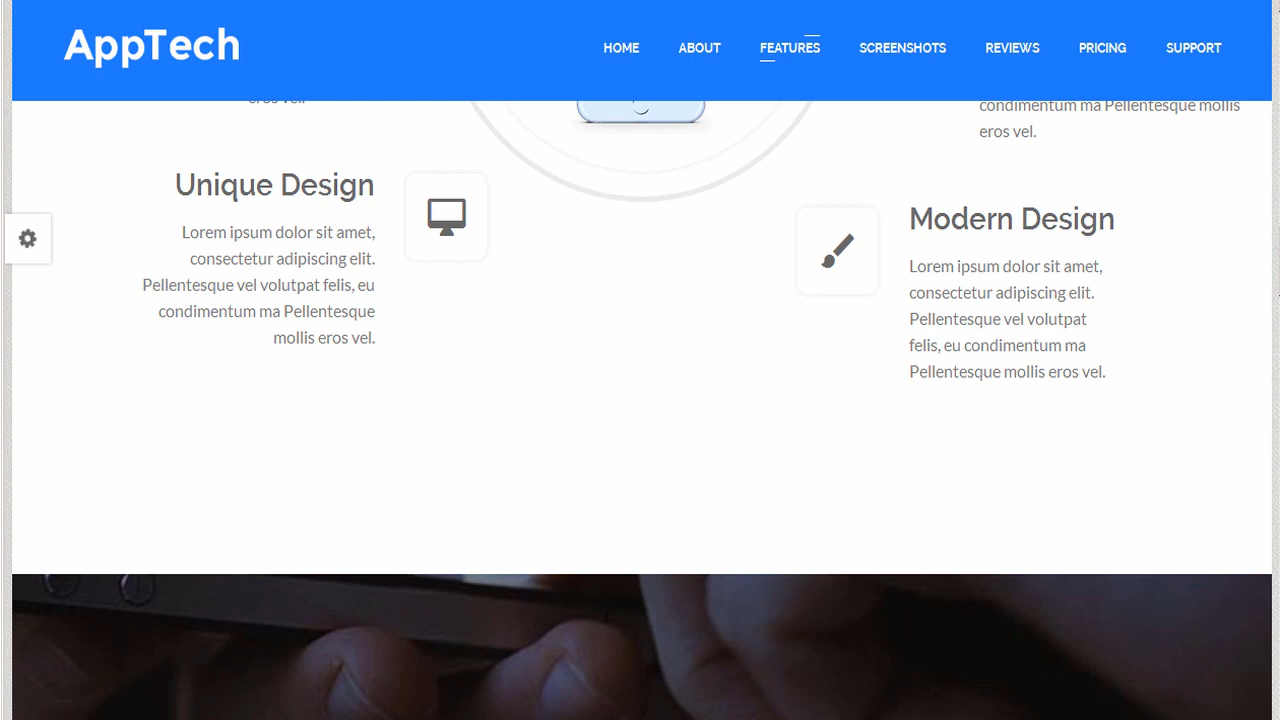 AppTech
HOME ABOUT FEATURES SCREENSHOTS REVIEWS PRICING SUPPORT
eros vel.
condimentum ma Pellentesque mollis
eros vel.
Unique Design
Lorem ipsum dolor sit amet,
consectetur adipiscing elit.
Pellentesque vel volutpat felis, eu
condimentum ma Pellentesque
mollis eros vel.
Modern Design
Lorem ipsum dolor sit amet,
consectetur adipiscing elit.
Pellentesque vel volutpat
felis, eu condimentum ma
Pellentesque mollis eros vel.